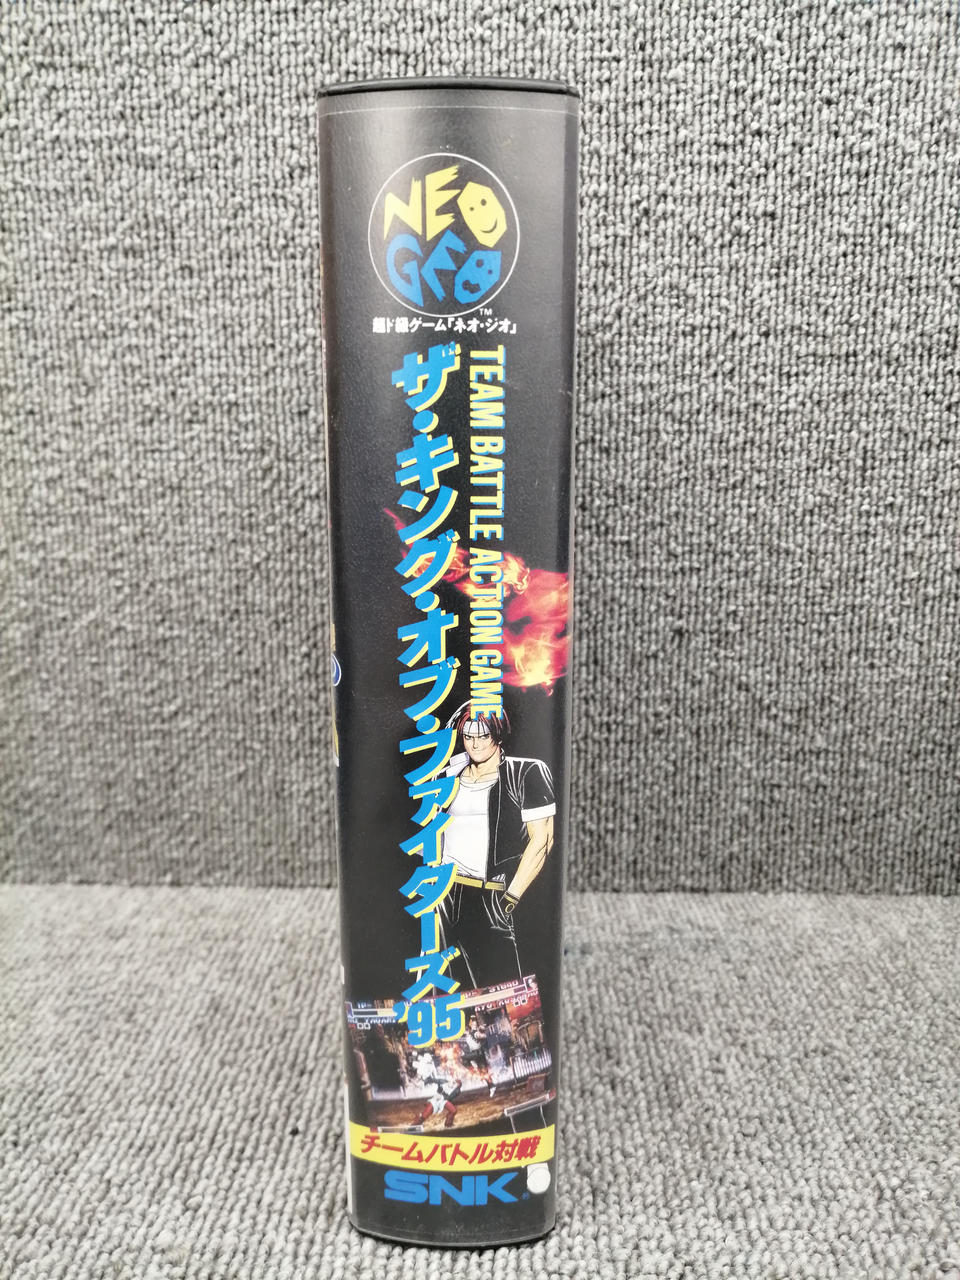 NEO
GEO
TM
超ド級ゲーム「ネオ・ジオ」
TEAM BATTLE ACTION GAME
ザ・キング・オブ・ファイターズ'95
チームバトル対戦
SNK